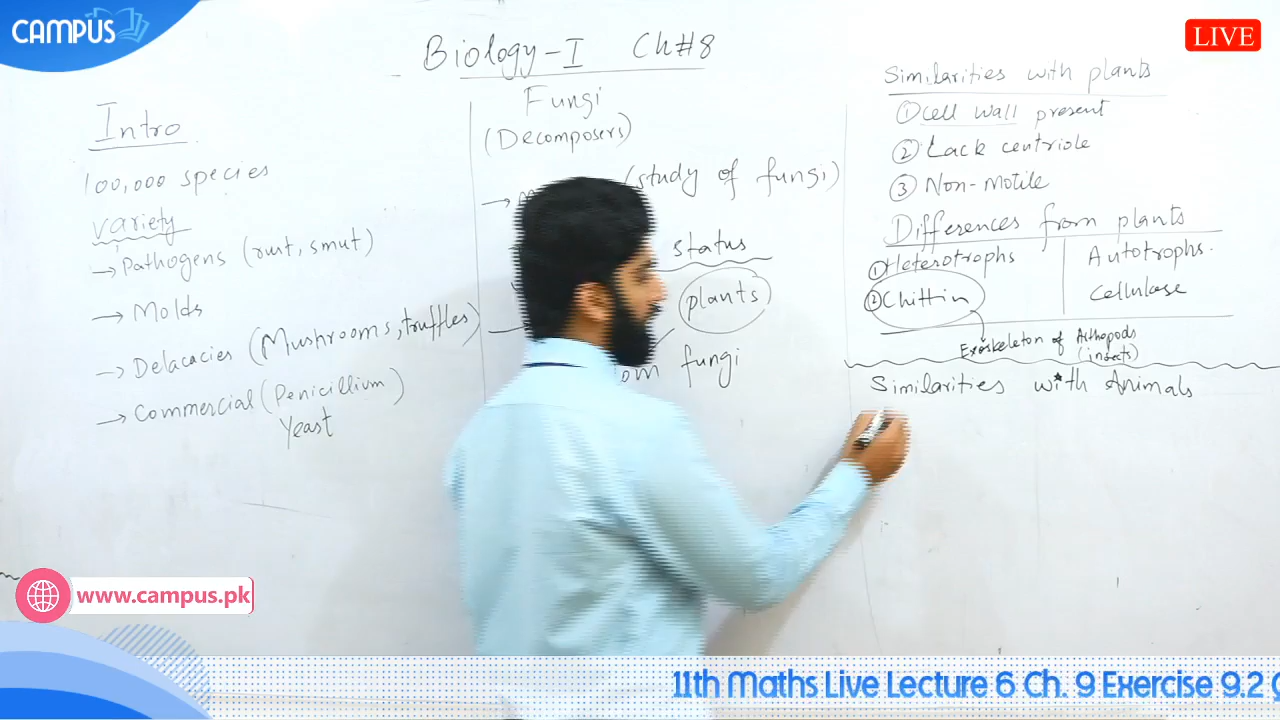 CAMPUS
LIVE
Biology-I Ch#8
Intro
100,000 species
variety
→ Pathogens (rust, smut)
→ Molds
→ Delacacies (Mushrooms, truffles)
→ Commercial (Penicillium)
Yeast
Fungi
(Decomposers)
→ (study of fungi)
status
plants
fungi
Similarities with plants
① Cell wall present
② Lack centriole
③ Non-Motile
Differences from plants
① Heterotrophs Autotrophs.
② Chittin Cellulase
Exoskeleton of Arthopods
(insects)
Similarities with Animals
www.campus.pk
11th Maths Live Lecture 6 Ch. 9 Exercise 9.2